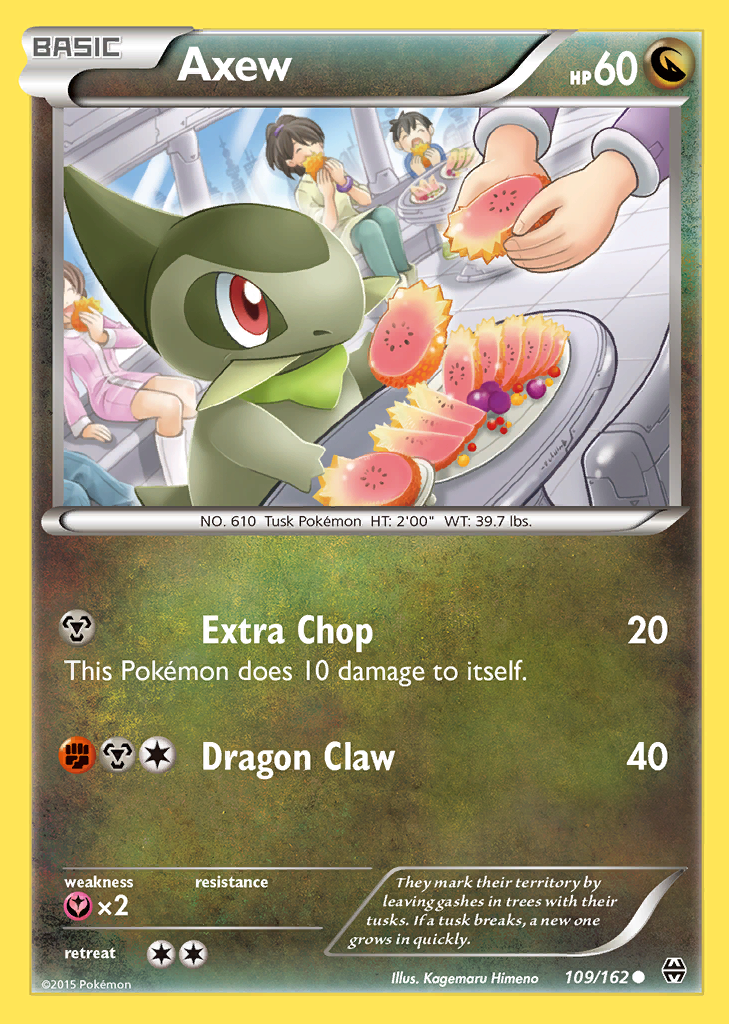 BASIC
Axew
HP60
NO. 610 Tusk Pokémon HT: 2'00" WT: 39.7 lbs.
Extra Chop 20
This Pokémon does 10 damage to itself.
Dragon Claw 40
weakness resistance
×2
retreat
They mark their territory by
leaving gashes in trees with their
tusks. If a tusk breaks, a new one
grows in quickly.
Illus. Kagemaru Himeno 109/162
©2015 Pokémon